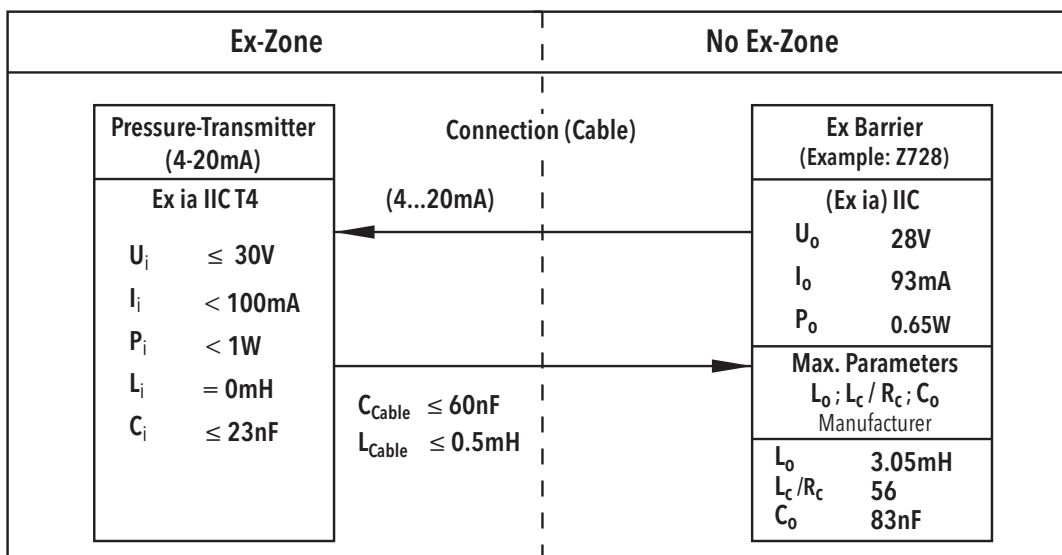 Ex-Zone
No Ex-Zone
Pressure-Transmitter
(4-20mA)
Ex ia IIC T4
Ui ≤ 30V
Ii < 100mA
Pi < 1W
Li = 0mH
Ci ≤ 23nF
Connection (Cable)
(4...20mA)
CCable ≤ 60nF
LCable ≤ 0.5mH
Ex Barrier
(Example: Z728)
(Ex ia) IIC
Uo 28V
Io 93mA
Po 0.65W
Max. Parameters
Lo ; Lc / Rc ; Co
Manufacturer
Lo 3.05mH
Lc /Rc 56
Co 83nF